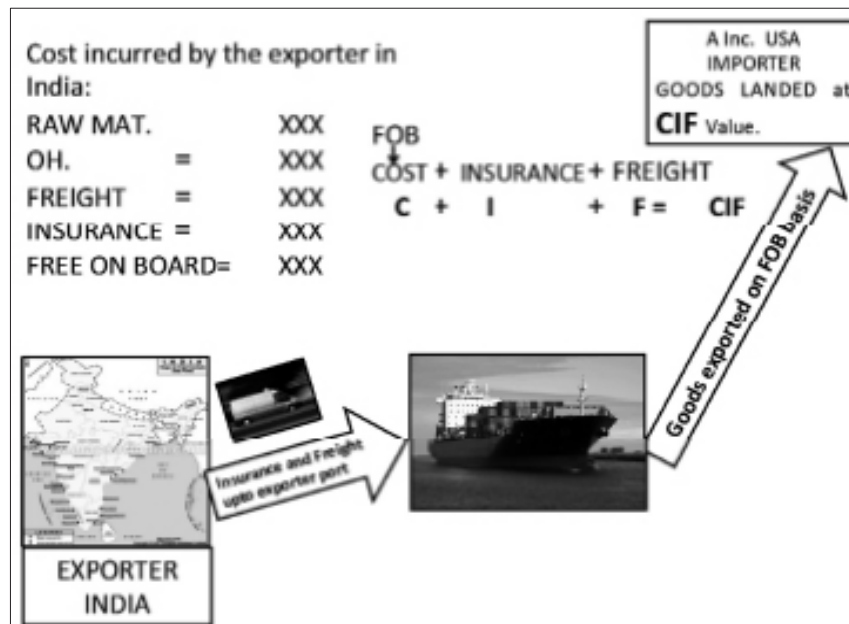 Cost incurred by the exporter in
India:
RAW MAT. XXX
OH. = XXX
FREIGHT = XXX
INSURANCE = XXX
FREE ON BOARD= XXX
FOB
COST + INSURANCE + FREIGHT
C + I + F = CIF
A Inc. USA
IMPORTER
GOODS LANDED at
CIF Value.
Goods exported on FOB basis
Insurance and Freight
upto exporter port
INDIA
EXPORTER
INDIA